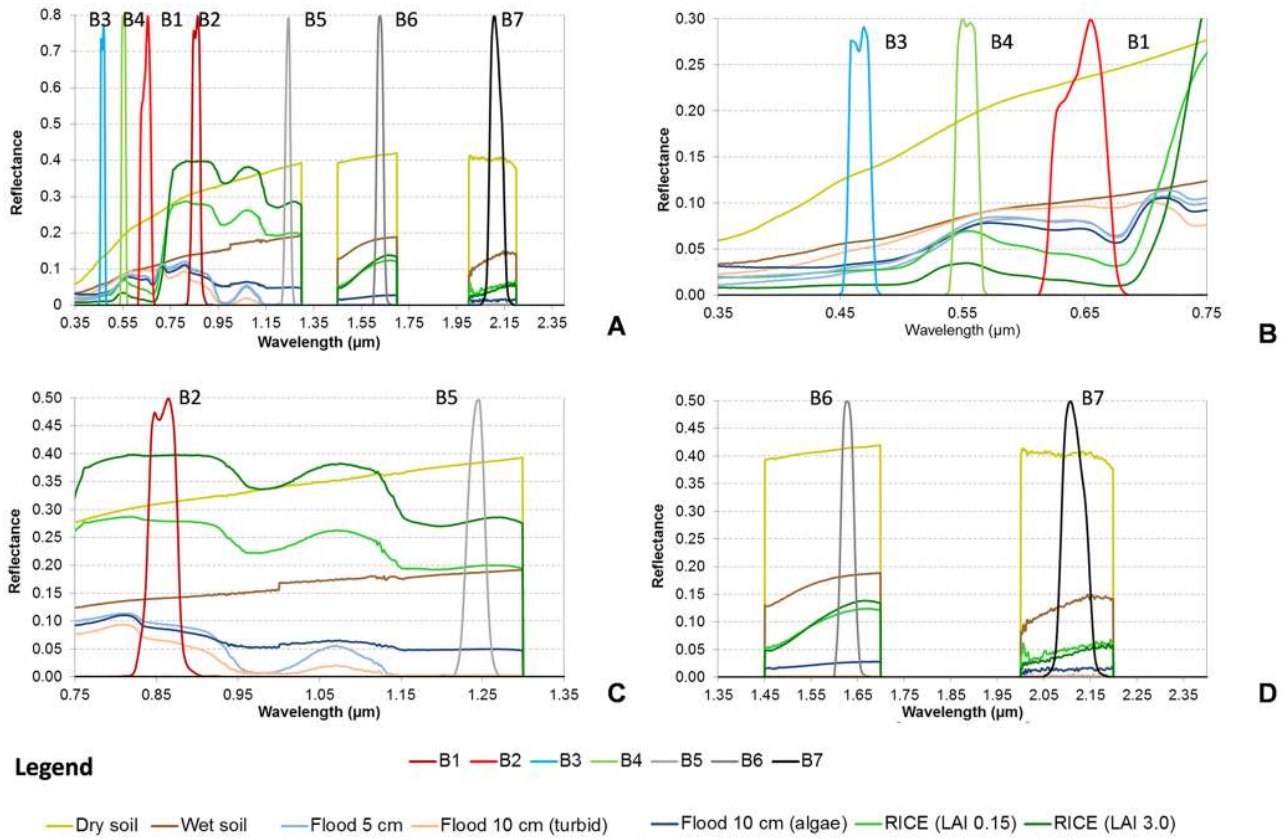 B3 B4 B1 B2 B5 B6 B7
0.8
0.7
0.6
0.5
0.4
0.3
0.2
0.1
0
Reflectance
0.35 0.55 0.75 0.95 1.15 1.35 1.55 1.75 1.95 2.15 2.35
Wavelength (µm)
A
B3 B4 B1
0.30
0.25
0.20
0.15
0.10
0.05
0.00
Reflectance
0.35 0.45 0.55 0.65 0.75
Wavelength (µm)
B
B2 B5
0.50
0.45
0.40
0.35
0.30
0.25
0.20
0.15
0.10
0.05
0.00
Reflectance
0.75 0.85 0.95 1.05 1.15 1.25 1.35
Wavelength (µm)
C
B6 B7
0.50
0.45
0.40
0.35
0.30
0.25
0.20
0.15
0.10
0.05
0.00
Reflectance
1.35 1.45 1.55 1.65 1.75 1.85 1.95 2.05 2.15 2.25 2.35
Wavelength (µm)
D
Legend
B1 B2 B3 B4 B5 B6 B7
Dry soil Wet soil Flood 5 cm Flood 10 cm (turbid) Flood 10 cm (algae) RICE (LAI 0.15) RICE (LAI 3.0)